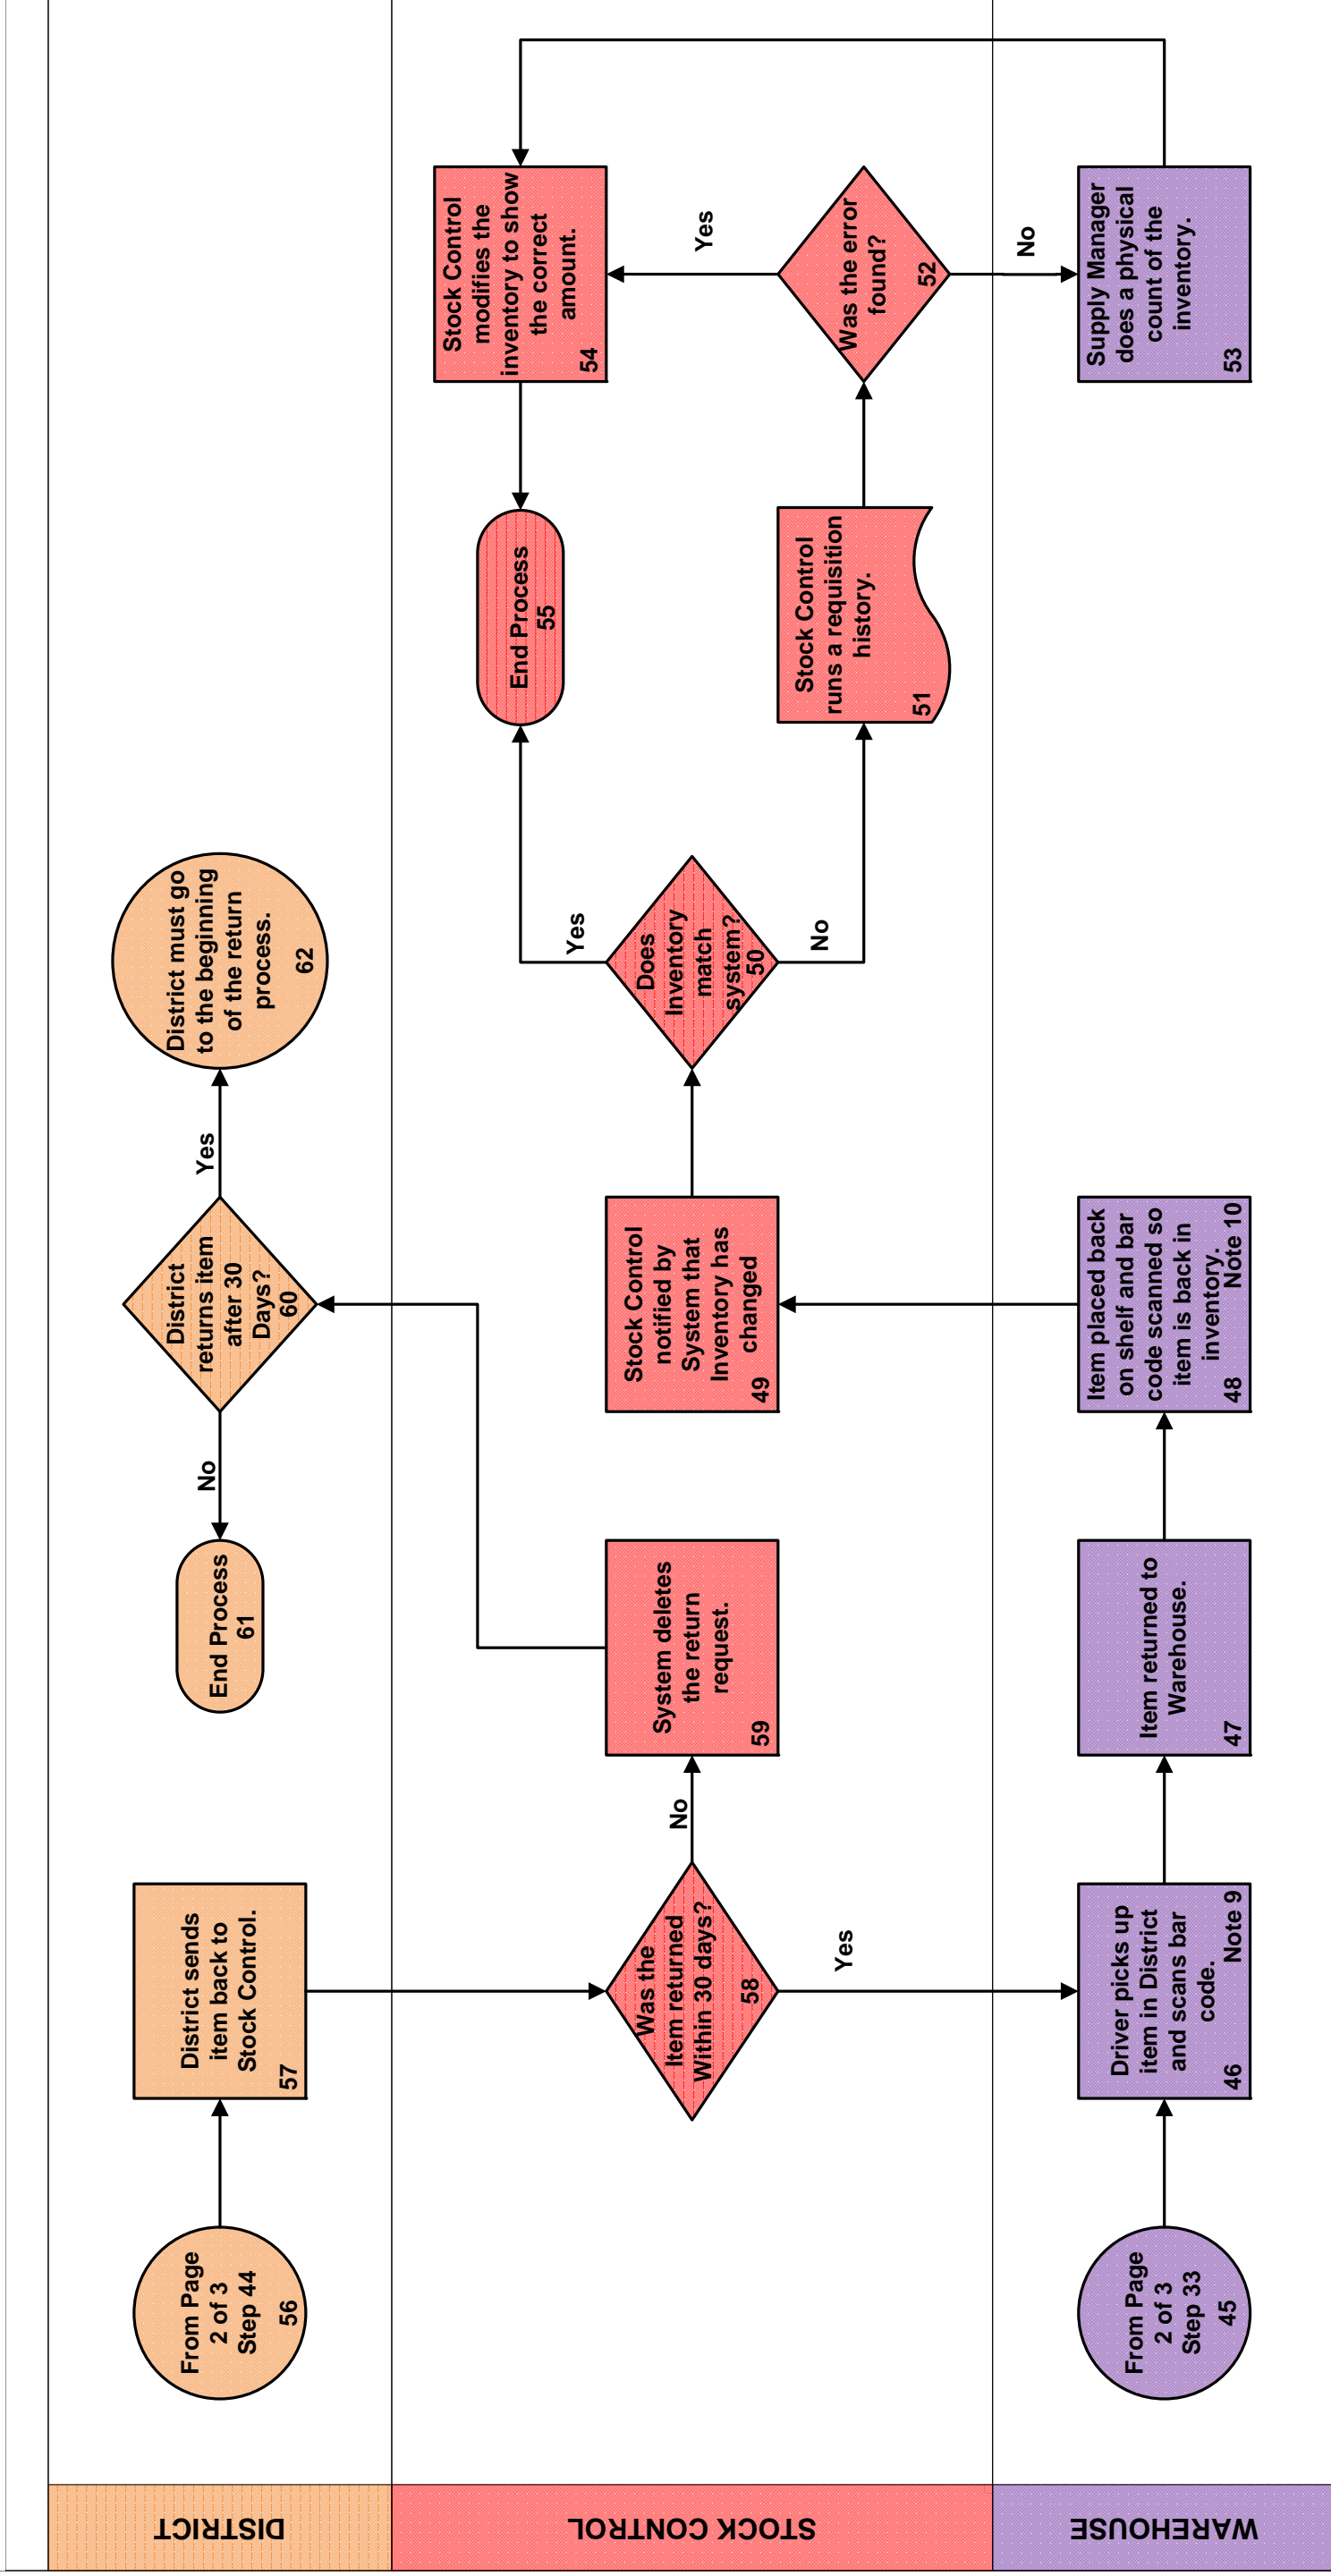 DISTRICT
From Page
2 of 3
Step 44
56
District sends
item back to
Stock Control.
57
End Process
61
No
District
returns item
after 30
Days?
60
Yes
District must go
to the beginning
of the return
process.
62
STOCK CONTROL
Was the
Item returned
Within 30 days?
58
No
Yes
System deletes
the return
request.
59
Stock Control
notified by
System that
Inventory has
changed
49
Does
Inventory
match
system?
50
Yes
No
End Process
55
Stock Control
runs a requisition
history.
51
Stock Control
modifies the
inventory to show
the correct
amount.
54
Yes
Was the error
found?
52
No
WAREHOUSE
From Page
2 of 3
Step 33
45
Driver picks up
item in District
and scans bar
code.
46 Note 9
Item returned to
Warehouse.
47
Item placed back
on shelf and bar
code scanned so
item is back in
inventory.
48 Note 10
Supply Manager
does a physical
count of the
inventory.
53